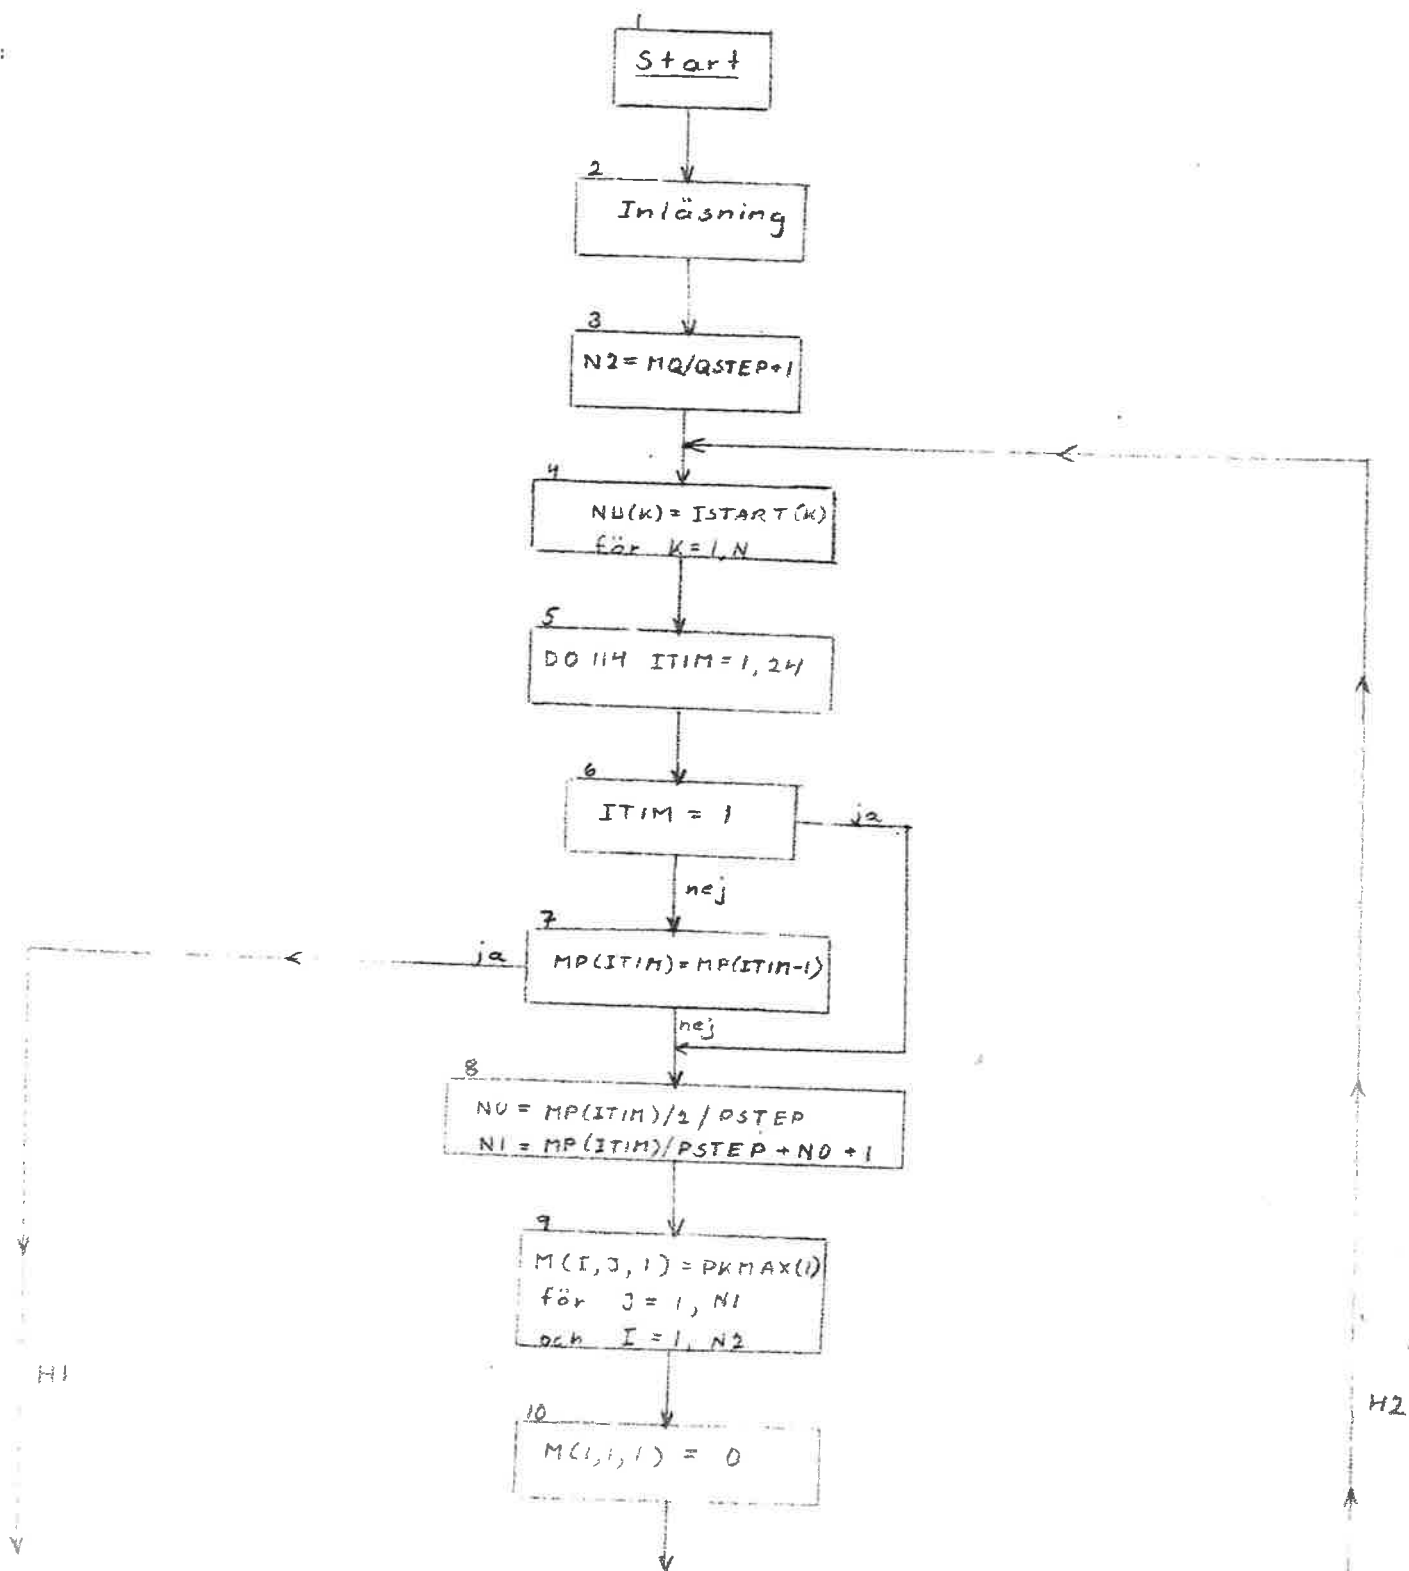 :
1
Start
2
Inläsning
3
N2 = MQ/QSTEP+1
4
NU(K) = ISTART(K)
för K = 1, N
5
DO 114 ITIM = 1, 24
6
ITIM = 1
ja
nej
7
ja
MP(ITIM) = MP(ITIM-1)
nej
8
N0 = MP(ITIM)/2/PSTEP
N1 = MP(ITIM)/PSTEP + N0 + 1
9
M(I,J,1) = PKMAX(1)
för J = 1, N1
och I = 1, N2
H1
H2
10
M(1,1,1) = 0